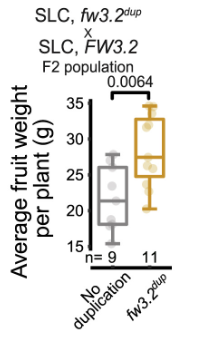 SLC, fw3.2dup
x
SLC, FW3.2
F2 population
0.0064
Average fruit weight
per plant (g)
35
30
25
20
15
n= 9 11
No
duplication
fw3.2dup